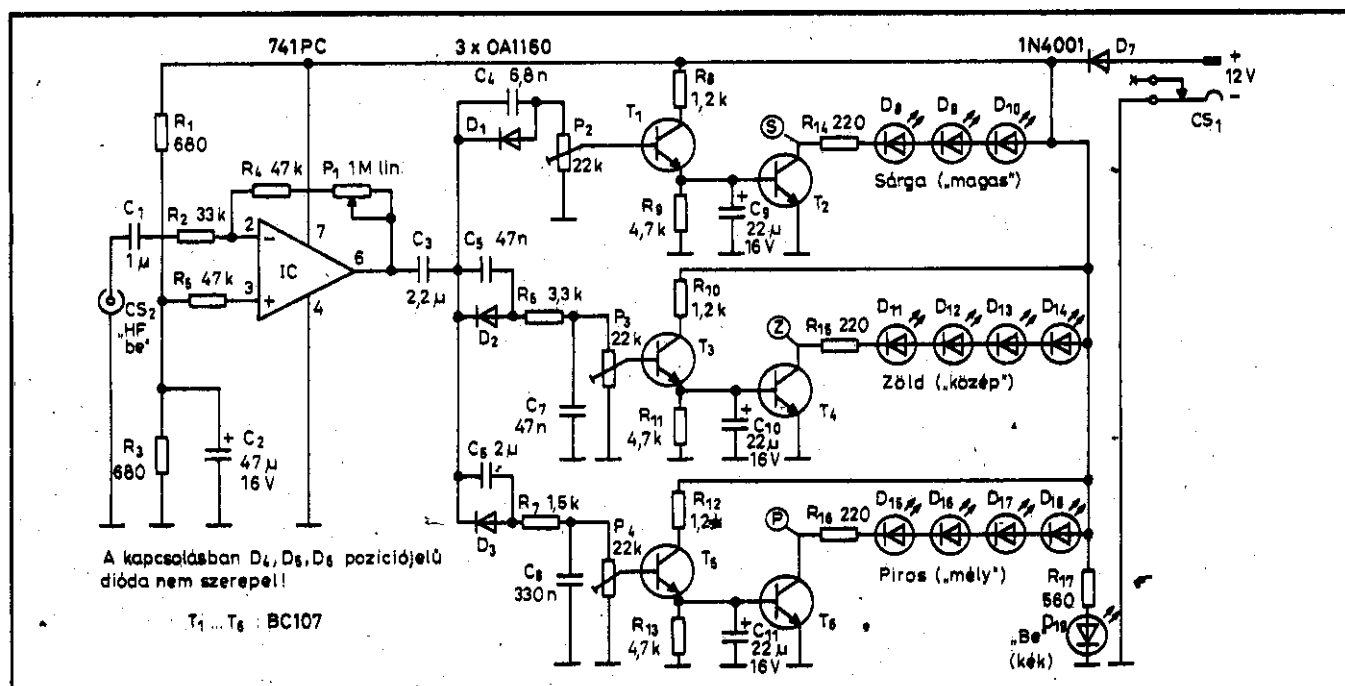 741PC
3 x OA1160
1N4001
D7
+
12V
-
CS1
R1
680
C4 6,8n
D1
P2
22k
R8
1,2k
T1
R9
4,7k
C9
22µ
16V
+
T2
S
R14 220
D8
D9
D10
Sárga („magas")
R4 47k
P1 1M lin.
C1
1µ
R2 33k
2
-
7
IC
6
R5 47k
3
+
4
CS2
„HF
be"
C3
2,2µ
C5 47n
D2
R6 3,3k
P3
22k
C7
47n
R10
1,2k
T3
R11
4,7k
C10
22µ
16V
+
T4
Z
R15 220
D11
D12
D13
D14
Zöld („közép")
R3
680
C2
47µ
16V
+
C6 2µ
D3
R7 1,5k
P4
22k
C8
330n
R12
1,2k
T5
R13
4,7k
C11
22µ
16V
+
T6
P
R16 220
D15
D16
D17
D18
Piros („mély")
R17
560
D19
„Be"
(kék)
A kapcsolásban D4, D5, D6 pozíciójelű
dióda nem szerepel!
T1 ... T6 : BC107